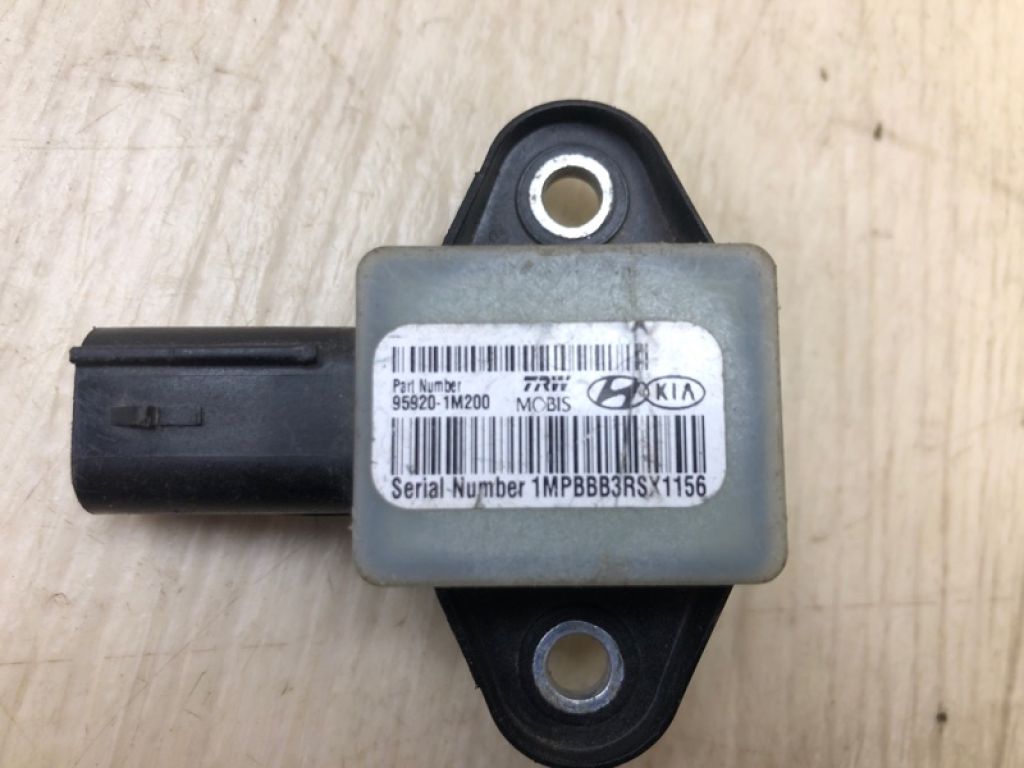 Part Number
95920-1M200
TRW
MOBIS
KIA
Serial Number 1MPBBB3RSX1156